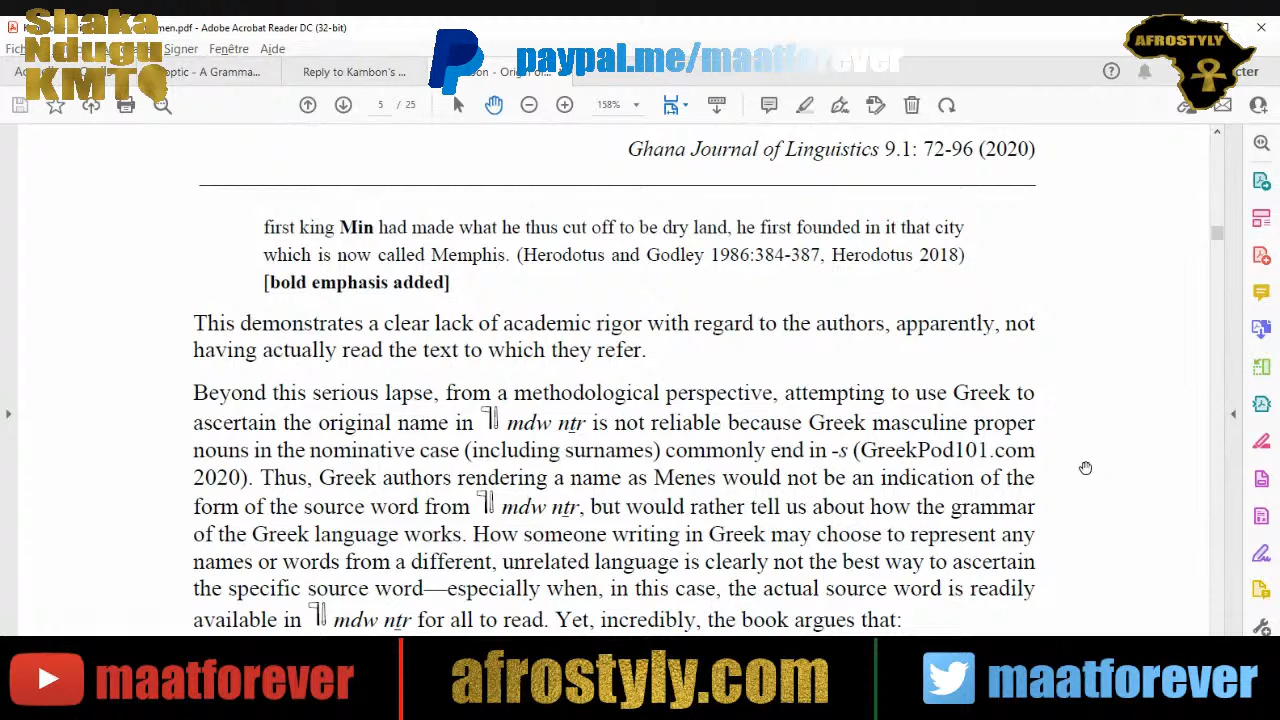 Shaka
Ndugu
KMT
men.pdf - Adobe Acrobat Reader DC (32-bit)
Signer Fenêtre Aide
paypal.me/maatforever
AFROSTYLY
optic - A Gramma...
Reply to Kambon's ...
5 / 25
158%
Ghana Journal of Linguistics 9.1: 72-96 (2020)
first king Min had made what he thus cut off to be dry land, he first founded in it that city
which is now called Memphis. (Herodotus and Godley 1986:384-387, Herodotus 2018)
[bold emphasis added]
This demonstrates a clear lack of academic rigor with regard to the authors, apparently, not
having actually read the text to which they refer.
Beyond this serious lapse, from a methodological perspective, attempting to use Greek to
ascertain the original name in mdw nṯr is not reliable because Greek masculine proper
nouns in the nominative case (including surnames) commonly end in -s (GreekPod101.com
2020). Thus, Greek authors rendering a name as Menes would not be an indication of the
form of the source word from mdw nṯr, but would rather tell us about how the grammar
of the Greek language works. How someone writing in Greek may choose to represent any
names or words from a different, unrelated language is clearly not the best way to ascertain
the specific source word—especially when, in this case, the actual source word is readily
available in mdw nṯr for all to read. Yet, incredibly, the book argues that:
maatforever
afrostyly.com
maatforever